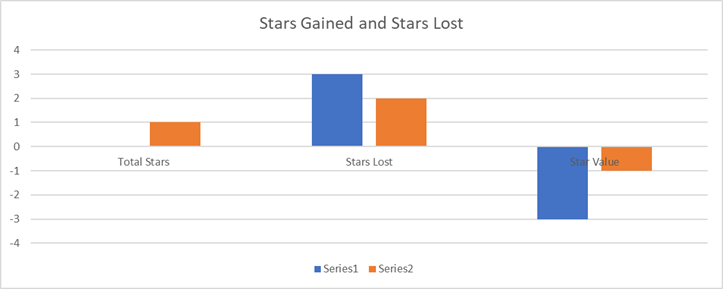 Stars Gained and Stars Lost
4
3
2
1
0
-1
-2
-3
-4
Total Stars
Stars Lost
Star Value
Series1
Series2